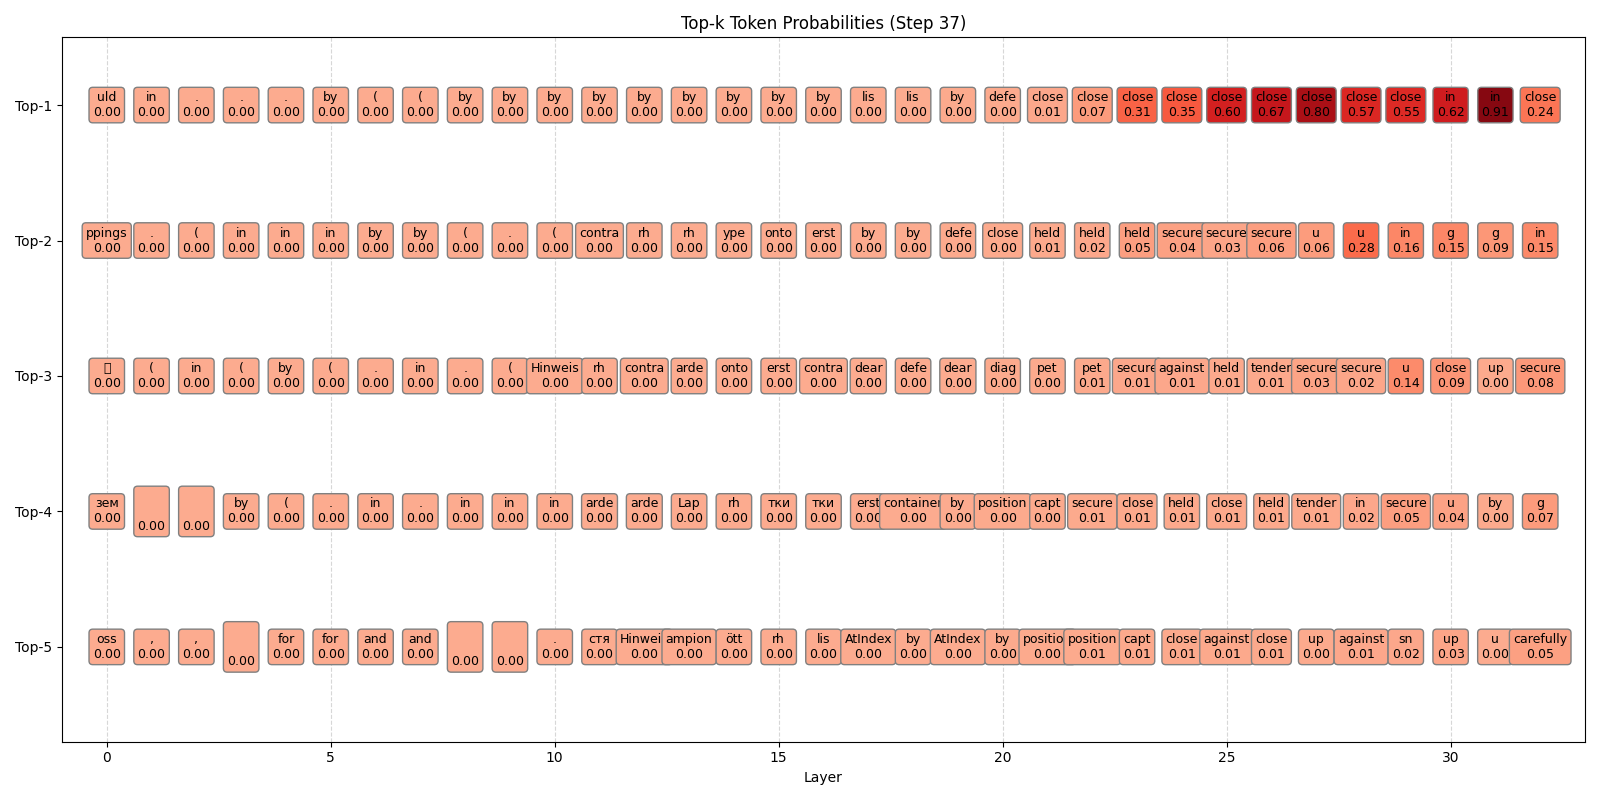 Top-k Token Probabilities (Step 37)
Top-1 uld in . . . by ( ( by by by by by by by by by lis lis by defe close close close close close close close close close in in close
0.00 0.00 0.00 0.00 0.00 0.00 0.00 0.00 0.00 0.00 0.00 0.00 0.00 0.00 0.00 0.00 0.00 0.00 0.00 0.00 0.00 0.01 0.07 0.31 0.35 0.60 0.67 0.80 0.57 0.55 0.62 0.91 0.24
Top-2 ppings . ( in in in by by ( . ( contra rh rh ype onto erst by by defe close held held held secure secure secure u u in g g in
0.00 0.00 0.00 0.00 0.00 0.00 0.00 0.00 0.00 0.00 0.00 0.00 0.00 0.00 0.00 0.00 0.00 0.00 0.00 0.00 0.00 0.01 0.02 0.05 0.04 0.03 0.06 0.06 0.28 0.16 0.15 0.09 0.15
Top-3 ( in ( by ( . in . ( Hinweis rh contra arde onto erst contra dear defe dear diag pet pet secure against held tender secure secure u close up secure
0.00 0.00 0.00 0.00 0.00 0.00 0.00 0.00 0.00 0.00 0.00 0.00 0.00 0.00 0.00 0.00 0.00 0.00 0.00 0.00 0.00 0.00 0.01 0.01 0.01 0.01 0.01 0.03 0.02 0.14 0.09 0.00 0.08
Top-4 зем by ( . in . in in in arde arde Lap rh тки тки erst container by position capt secure close held close held tender in secure u by g
0.00 0.00 0.00 0.00 0.00 0.00 0.00 0.00 0.00 0.00 0.00 0.00 0.00 0.00 0.00 0.00 0.00 0.00 0.00 0.00 0.00 0.00 0.01 0.01 0.01 0.01 0.01 0.01 0.02 0.05 0.04 0.00 0.07
Top-5 oss , , for for and and . стя Hinwei ampion ött rh lis AtIndex by AtIndex by positio position capt close against close up against sn up u carefully
0.00 0.00 0.00 0.00 0.00 0.00 0.00 0.00 0.00 0.00 0.00 0.00 0.00 0.00 0.00 0.00 0.00 0.00 0.00 0.00 0.00 0.00 0.01 0.01 0.01 0.01 0.01 0.00 0.01 0.02 0.03 0.00 0.05
0 5 10 15 20 25 30
Layer